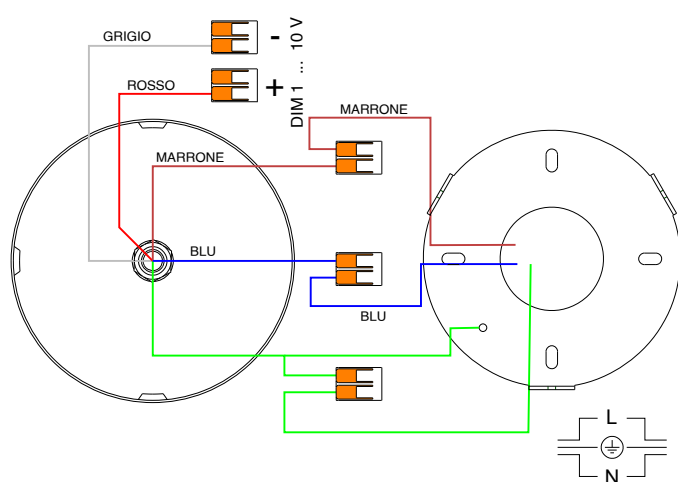 GRIGIO
-
ROSSO
+
DIM 1 ... 10 V
MARRONE
MARRONE
BLU
BLU
L
N